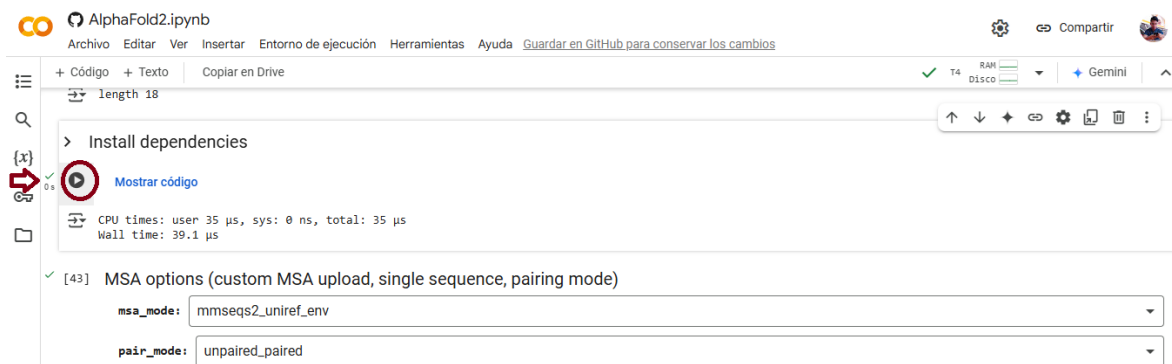 AlphaFold2.ipynb
Compartir
Archivo Editar Ver Insertar Entorno de ejecución Herramientas Ayuda Guardar en GitHub para conservar los cambios
+ Código + Texto Copiar en Drive
T4 RAM Disco Gemini
length 18
Install dependencies
{x}
0 s
Mostrar código
CPU times: user 35 µs, sys: 0 ns, total: 35 µs
Wall time: 39.1 µs
[43] MSA options (custom MSA upload, single sequence, pairing mode)
msa_mode: mmseqs2_uniref_env
pair_mode: unpaired_paired